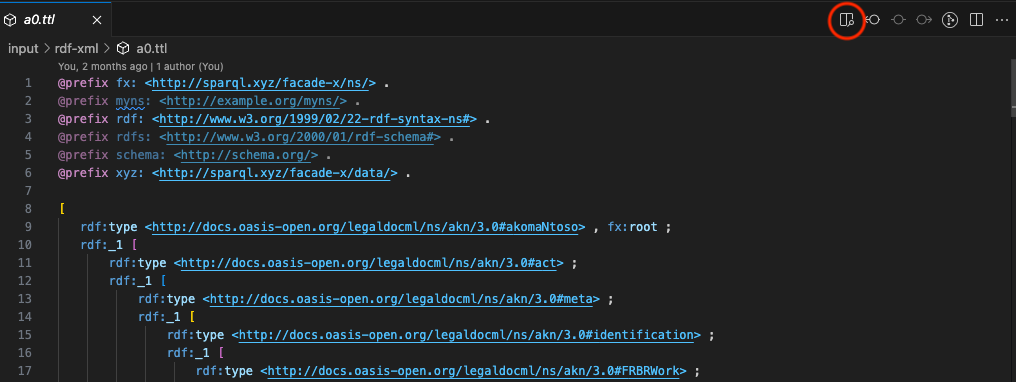 a0.ttl
input > rdf-xml > a0.ttl
You, 2 months ago | 1 author (You)
1 @prefix fx: <http://sparql.xyz/facade-x/ns/> .
2 @prefix myns: <http://example.org/myns/> .
3 @prefix rdf: <http://www.w3.org/1999/02/22-rdf-syntax-ns#> .
4 @prefix rdfs: <http://www.w3.org/2000/01/rdf-schema#> .
5 @prefix schema: <http://schema.org/> .
6 @prefix xyz: <http://sparql.xyz/facade-x/data/> .
7
8 [
9 rdf:type <http://docs.oasis-open.org/legaldocml/ns/akn/3.0#akomaNtoso> , fx:root ;
10 rdf:_1 [
11 rdf:type <http://docs.oasis-open.org/legaldocml/ns/akn/3.0#act> ;
12 rdf:_1 [
13 rdf:type <http://docs.oasis-open.org/legaldocml/ns/akn/3.0#meta> ;
14 rdf:_1 [
15 rdf:type <http://docs.oasis-open.org/legaldocml/ns/akn/3.0#identification> ;
16 rdf:_1 [
17 rdf:type <http://docs.oasis-open.org/legaldocml/ns/akn/3.0#FRBRWork> ;